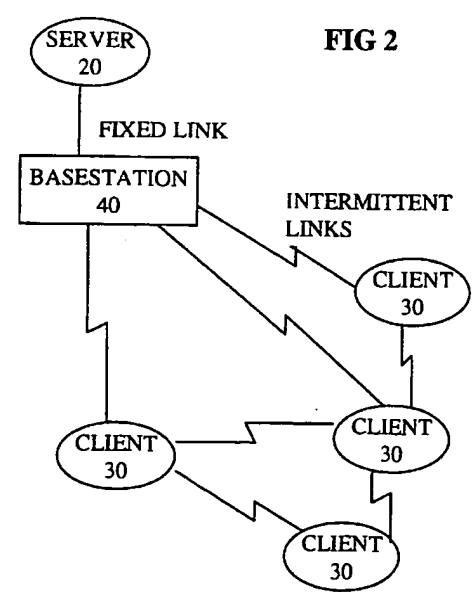 SERVER
20
FIG 2
FIXED LINK
BASESTATION
40
INTERMITTENT
LINKS
CLIENT
30
CLIENT
30
CLIENT
30
CLIENT
30